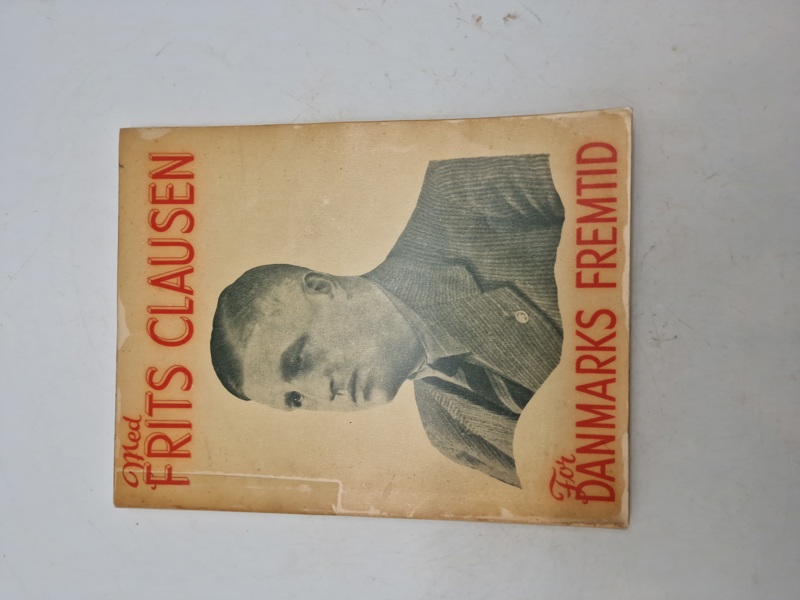 Med
FRITS CLAUSEN
For
DANMARKS FREMTID